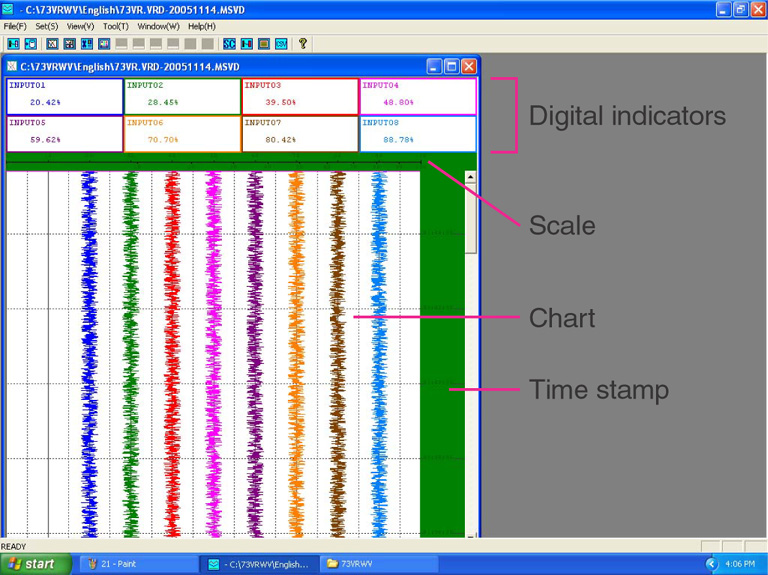 - C:\73VRWV\English\73VR.VRD-20051114.MSVD
File(F) Set(S) View(V) Tool(T) Window(W) Help(H)
C:\73VRWV\English\73VR.VRD-20051114.MSVD
INPUT01 INPUT02 INPUT03 INPUT04
20.42% 28.45% 39.50% 48.80%
INPUT05 INPUT06 INPUT07 INPUT08
59.62% 70.70% 80.42% 88.78%
Digital indicators
Scale
Chart
Time stamp
READY
start 21 - Paint - C:\73VRWV\English... 73VRWV 4:06 PM